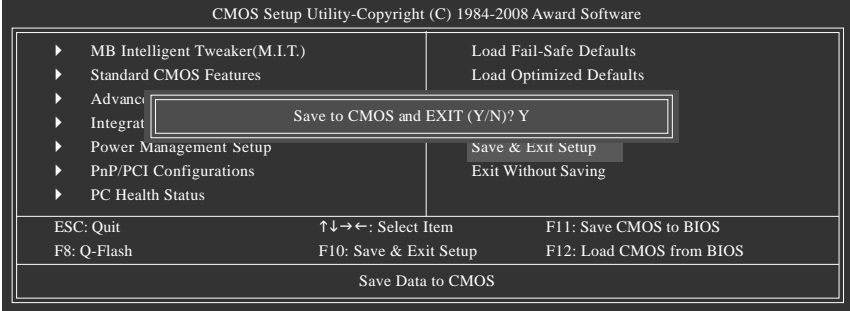 CMOS Setup Utility-Copyright (C) 1984-2008 Award Software
MB Intelligent Tweaker(M.I.T.) Load Fail-Safe Defaults
Standard CMOS Features Load Optimized Defaults
Save to CMOS and EXIT (Y/N)? Y
Power Management Setup Save & Exit Setup
PnP/PCI Configurations Exit Without Saving
PC Health Status
ESC: Quit ↑↓→←: Select Item F11: Save CMOS to BIOS
F8: Q-Flash F10: Save & Exit Setup F12: Load CMOS from BIOS
Save Data to CMOS